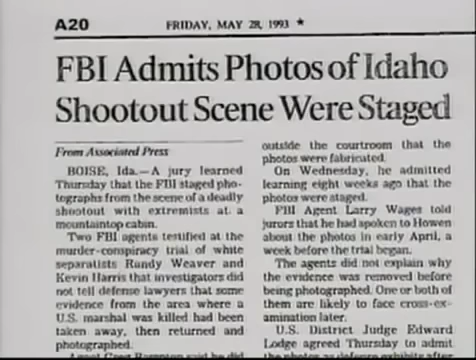 A20
FRIDAY, MAY 28, 1993 ★
FBI Admits Photos of Idaho
Shootout Scene Were Staged
From Associated Press
BOISE, Ida.—A jury learned
Thursday that the FBI staged pho-
tographs from the scene of a deadly
shootout with extremists at a
mountaintop cabin.
Two FBI agents testified at the
murder-conspiracy trial of white
separatists Randy Weaver and
Kevin Harris that investigators did
not tell defense lawyers that some
evidence from the area where a
U.S. marshal was killed had been
taken away, then returned and
photographed.
said he did
outside the courtroom that the
photos were fabricated.
On Wednesday, he admitted
learning eight weeks ago that the
photos were staged.
FBI Agent Larry Wages told
jurors that he had spoken to Howen
about the photos in early April, a
week before the trial began.
The agents did not explain why
the evidence was removed before
being photographed. One or both of
them are likely to face cross-ex-
amination later.
U.S. District Judge Edward
Lodge agreed Thursday to admit